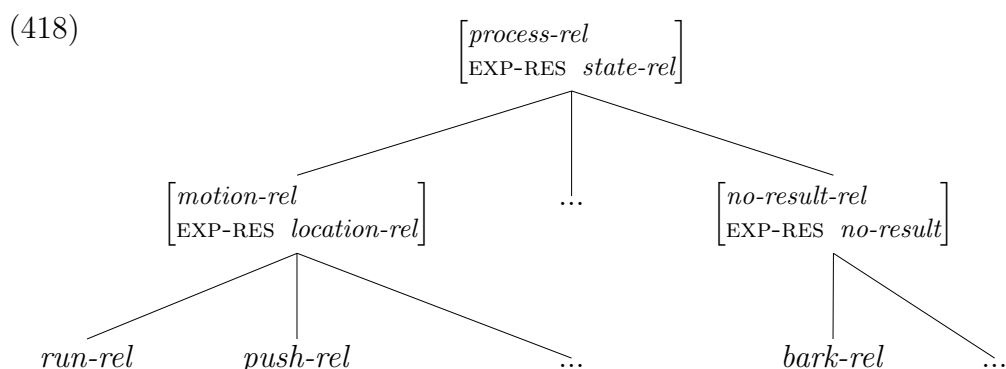 (418)
process-rel
EXP-RES state-rel
motion-rel
EXP-RES location-rel
...
no-result-rel
EXP-RES no-result
run-rel push-rel ... bark-rel ...